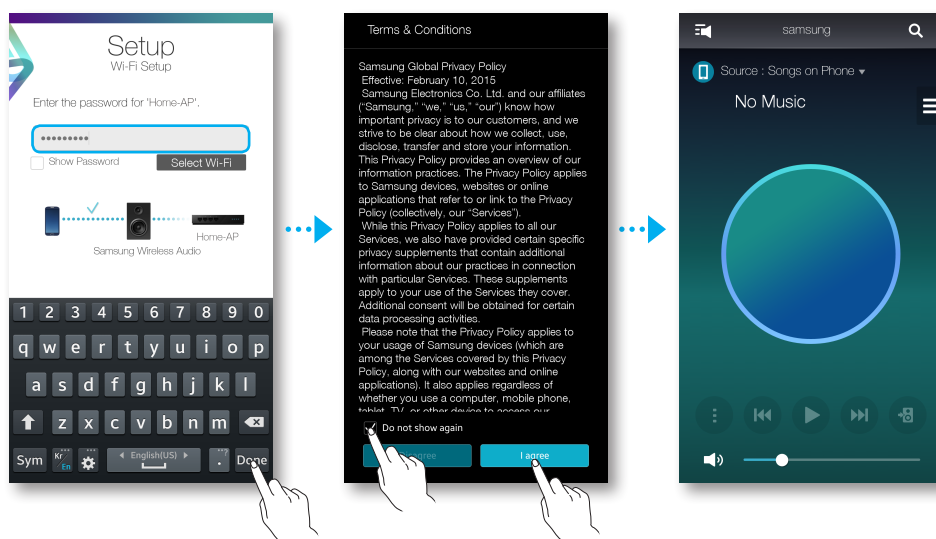 Setup
Wi-Fi Setup
Enter the password for 'Home-AP'.
•••••••••
Show Password
Select Wi-Fi
Home-AP
Samsung Wireless Audio
1 2 3 4 5 6 7 8 9 0
q w e r t y u i o p
a s d f g h j k l
z x c v b n m
Sym Kr En English(US) . Done
Terms & Conditions
Samsung Global Privacy Policy
Effective: February 10, 2015
Samsung Electronics Co. Ltd. and our affiliates
(“Samsung,” “we,” “us,” “our”) know how
important privacy is to our customers, and we
strive to be clear about how we collect, use,
disclose, transfer and store your information.
This Privacy Policy provides an overview of our
information practices. The Privacy Policy applies
to Samsung devices, websites or online
applications that refer to or link to the Privacy
Policy (collectively, our “Services”).
While this Privacy Policy applies to all our
Services, we also have provided certain specific
privacy supplements that contain additional
information about our practices in connection
with particular Services. These supplements
apply to your use of the Services they cover.
Additional consent will be obtained for certain
data processing activities.
Please note that the Privacy Policy applies to
your usage of Samsung devices (which are
among the Services covered by this Privacy
Policy, along with our websites and online
applications). It also applies regardless of
whether you use a computer, mobile phone,
tablet, TV, or other device to access our
Do not show again
Disagree
I agree
samsung
Source : Songs on Phone
No Music